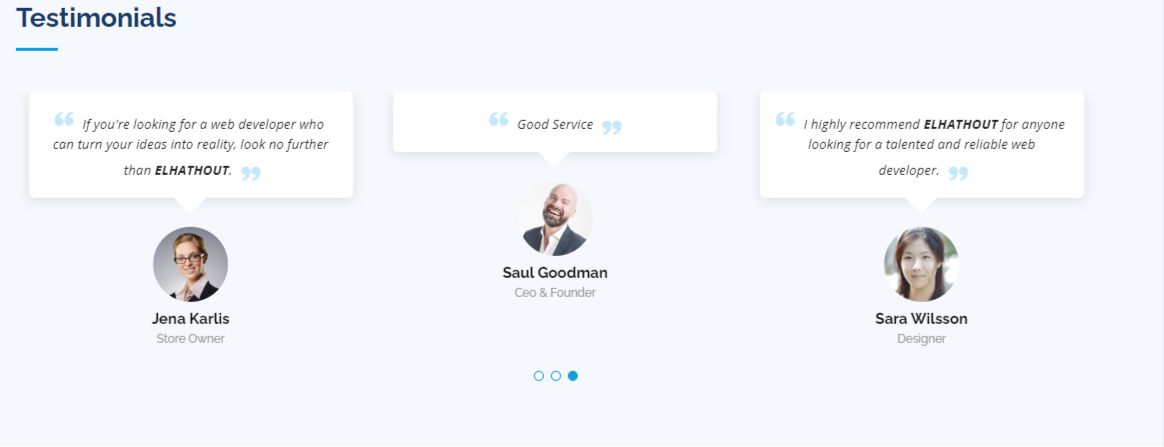 Testimonials
“ If you're looking for a web developer who
can turn your ideas into reality, look no further
than ELHATHOUT. ”
Jena Karlis
Store Owner
“ Good Service ”
Saul Goodman
Ceo & Founder
“ I highly recommend ELHATHOUT for anyone
looking for a talented and reliable web
developer. ”
Sara Wilsson
Designer